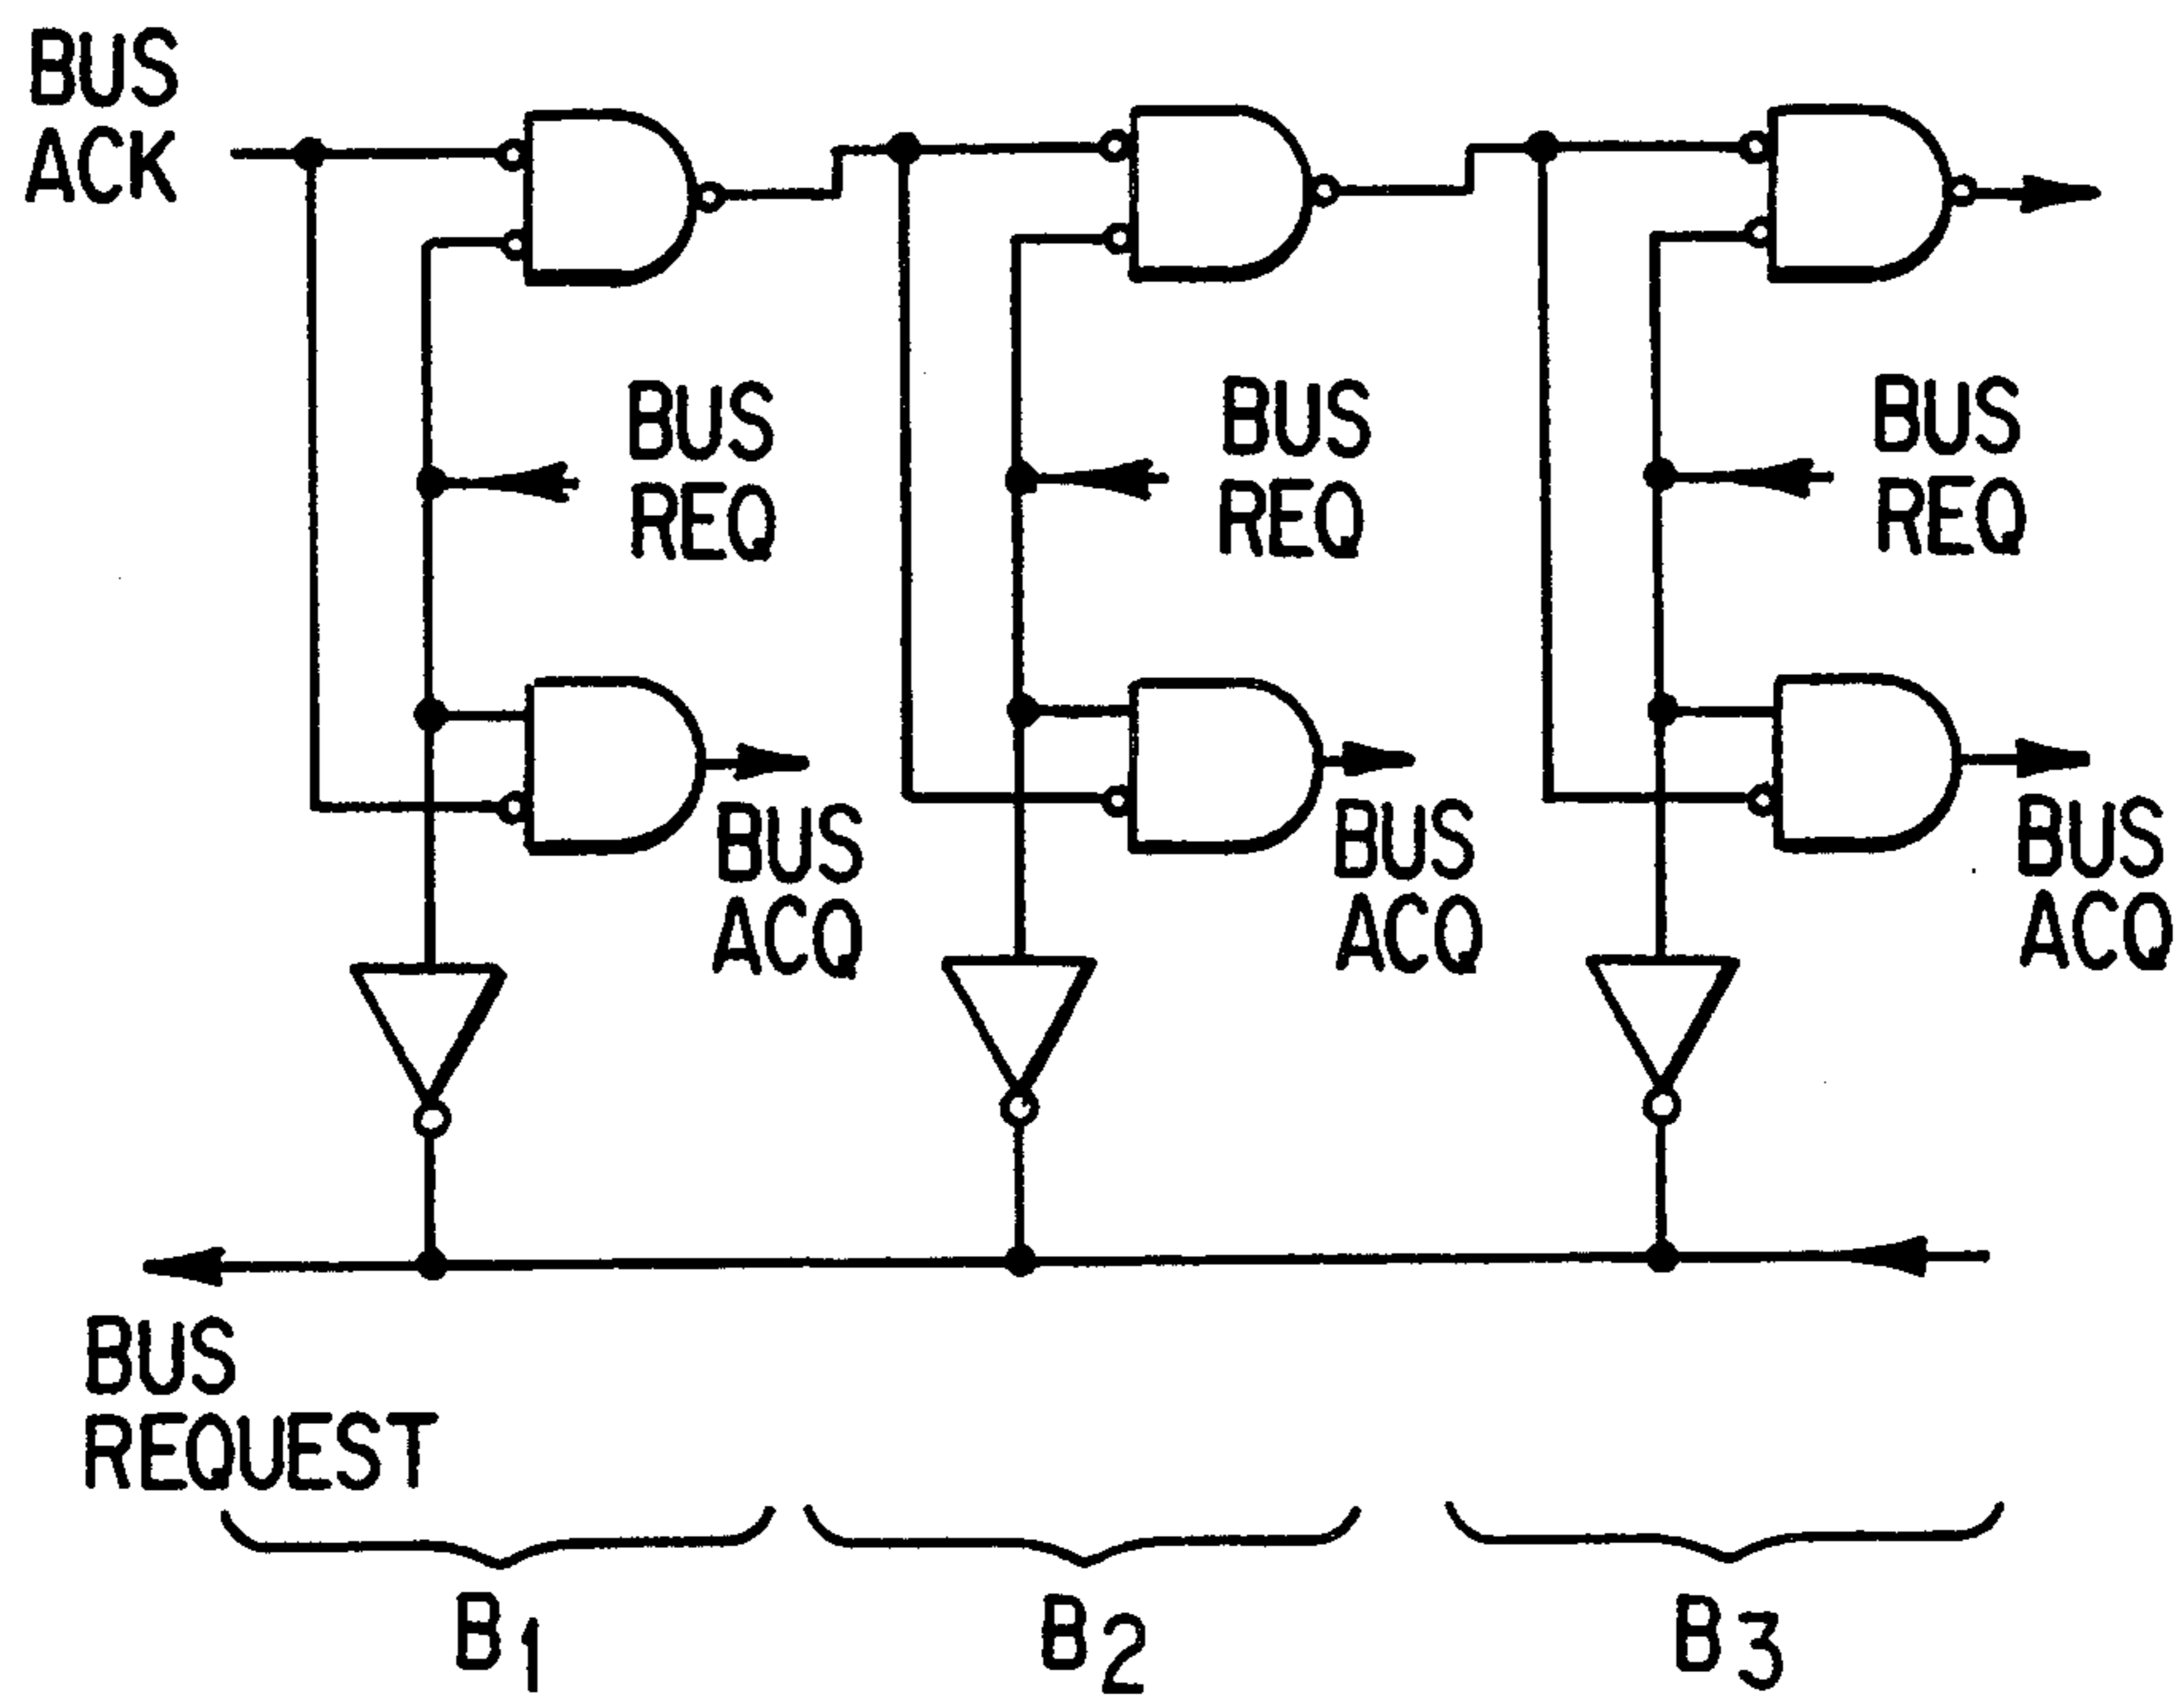 BUS
ACK
BUS
REQ
BUS
REQ
BUS
REQ
BUS
ACQ
BUS
ACQ
BUS
ACQ
BUS
REQUEST
B1
B2
B3